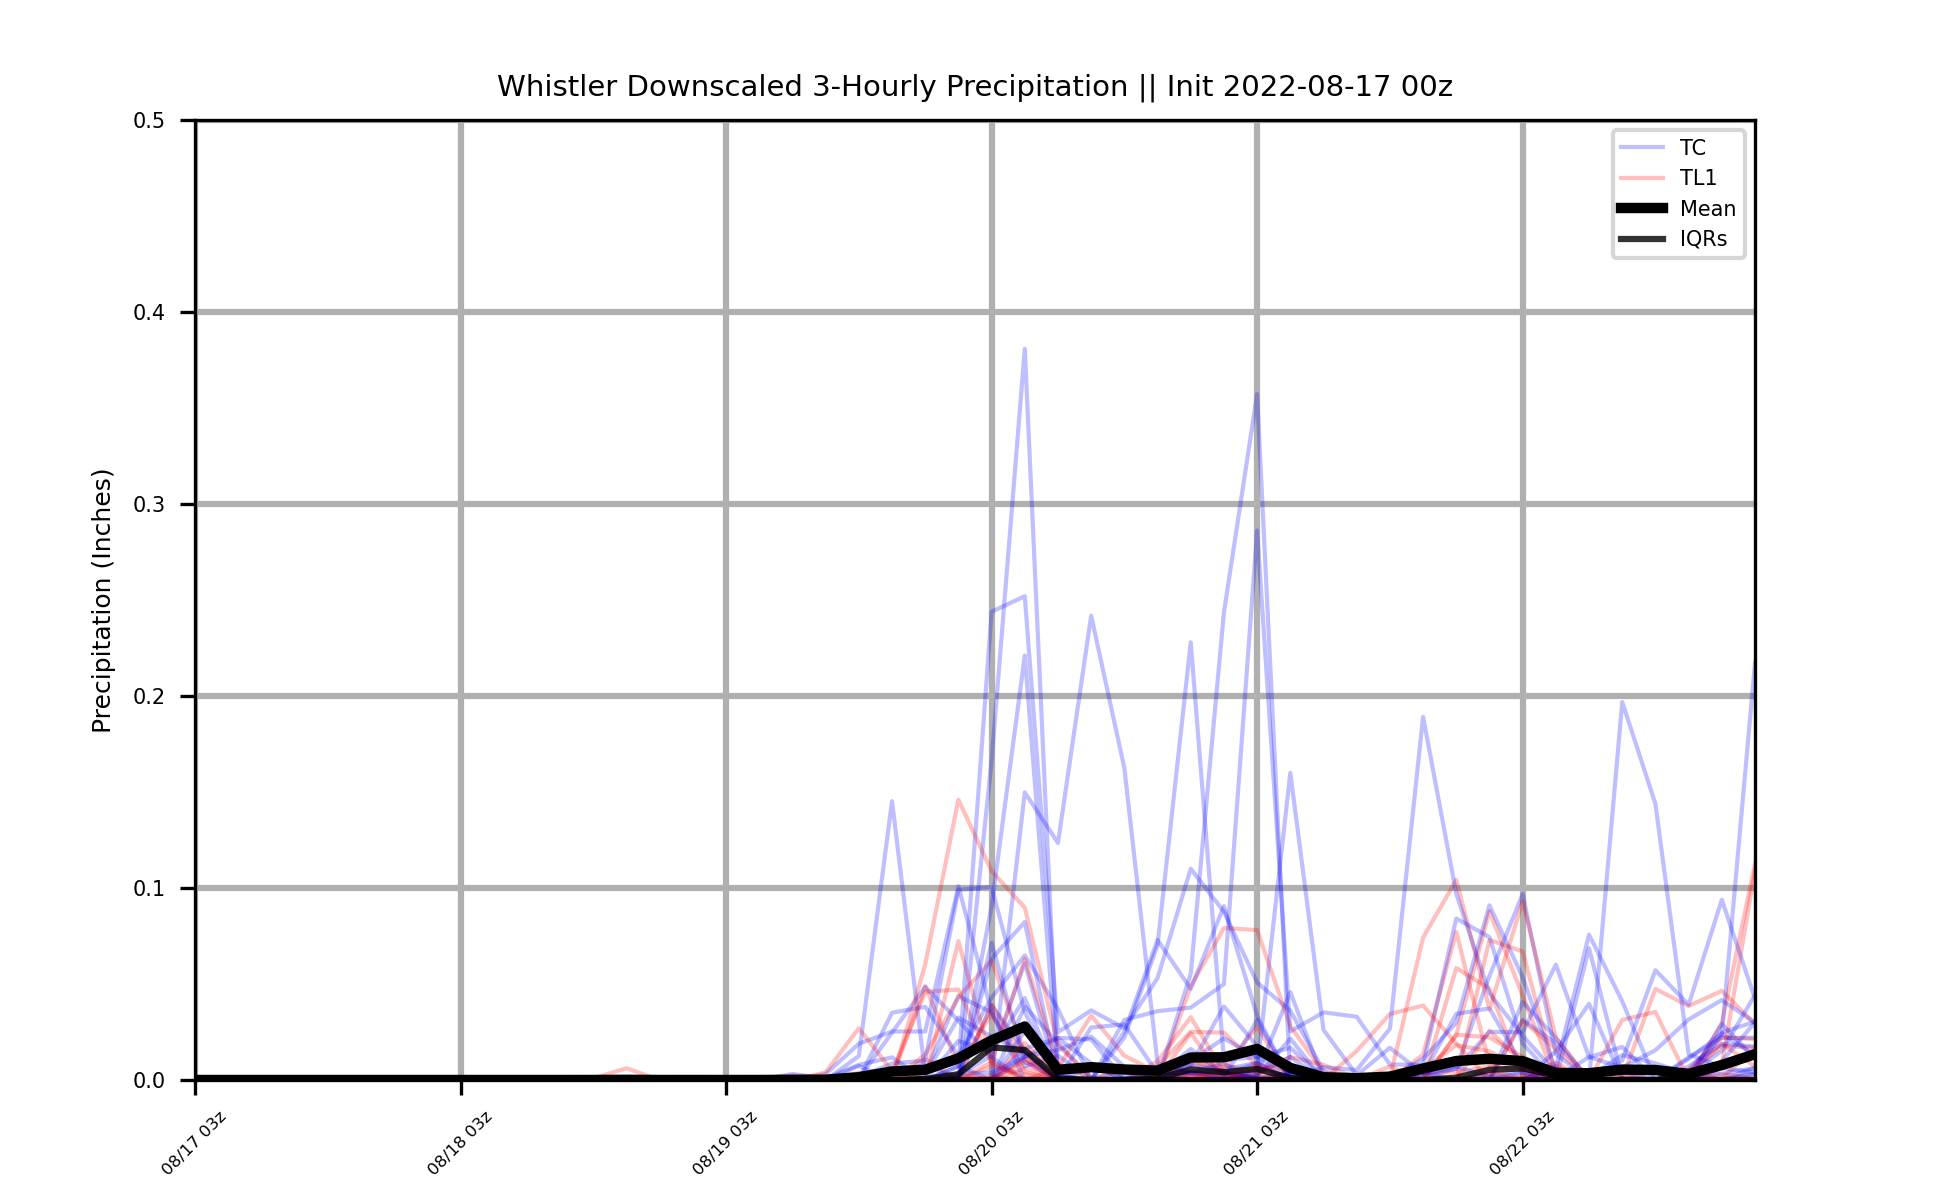 Whistler Downscaled 3-Hourly Precipitation || Init 2022-08-17 00z
Precipitation (Inches)
0.5
0.4
0.3
0.2
0.1
0.0
TC
TL1
Mean
IQRs
08/17 03z
08/18 03z
08/19 03z
08/20 03z
08/21 03z
08/22 03z